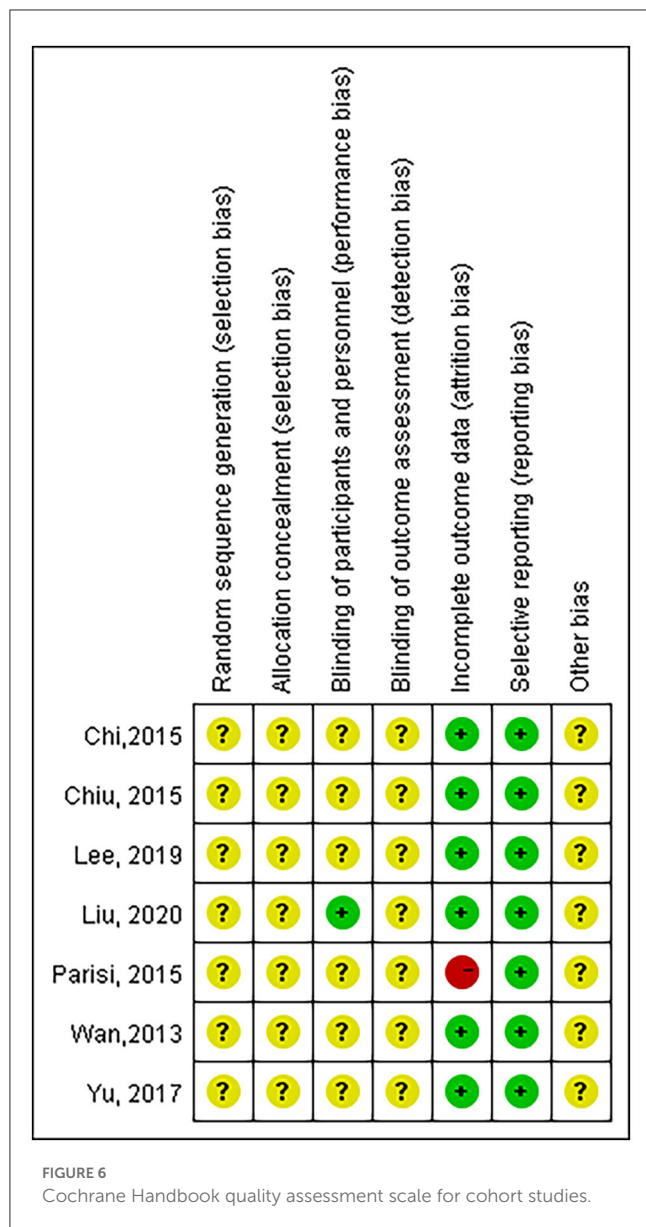 Random sequence generation (selection bias)
Allocation concealment (selection bias)
Blinding of participants and personnel (performance bias)
Blinding of outcome assessment (detection bias)
Incomplete outcome data (attrition bias)
Selective reporting (reporting bias)
Other bias
Chi,2015 ? ? ? ? + + ?
Chiu, 2015 ? ? ? ? + + ?
Lee, 2019 ? ? ? ? + + ?
Liu, 2020 ? ? + ? + + ?
Parisi, 2015 ? ? ? ? - + ?
Wan,2013 ? ? ? ? + + ?
Yu, 2017 ? ? ? ? + + ?
FIGURE 6
Cochrane Handbook quality assessment scale for cohort studies.